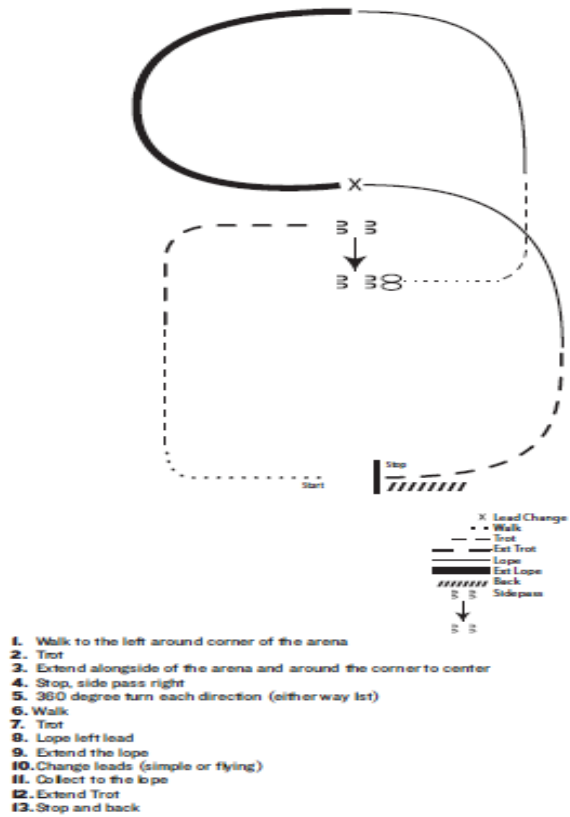 X
Stop
Start
X Lead Change
Walk
Trot
Ext Trot
Lope
Ext Lope
Back
Sidepass
1. Walk to the left around corner of the arena
2. Trot
3. Extend alongside of the arena and around the corner to center
4. Stop, side pass right
5. 360 degree turn each direction (either way 1st)
6. Walk
7. Trot
8. Lope left lead
9. Extend the lope
10. Change leads (simple or flying)
11. Collect to the lope
12. Extend Trot
13. Stop and back